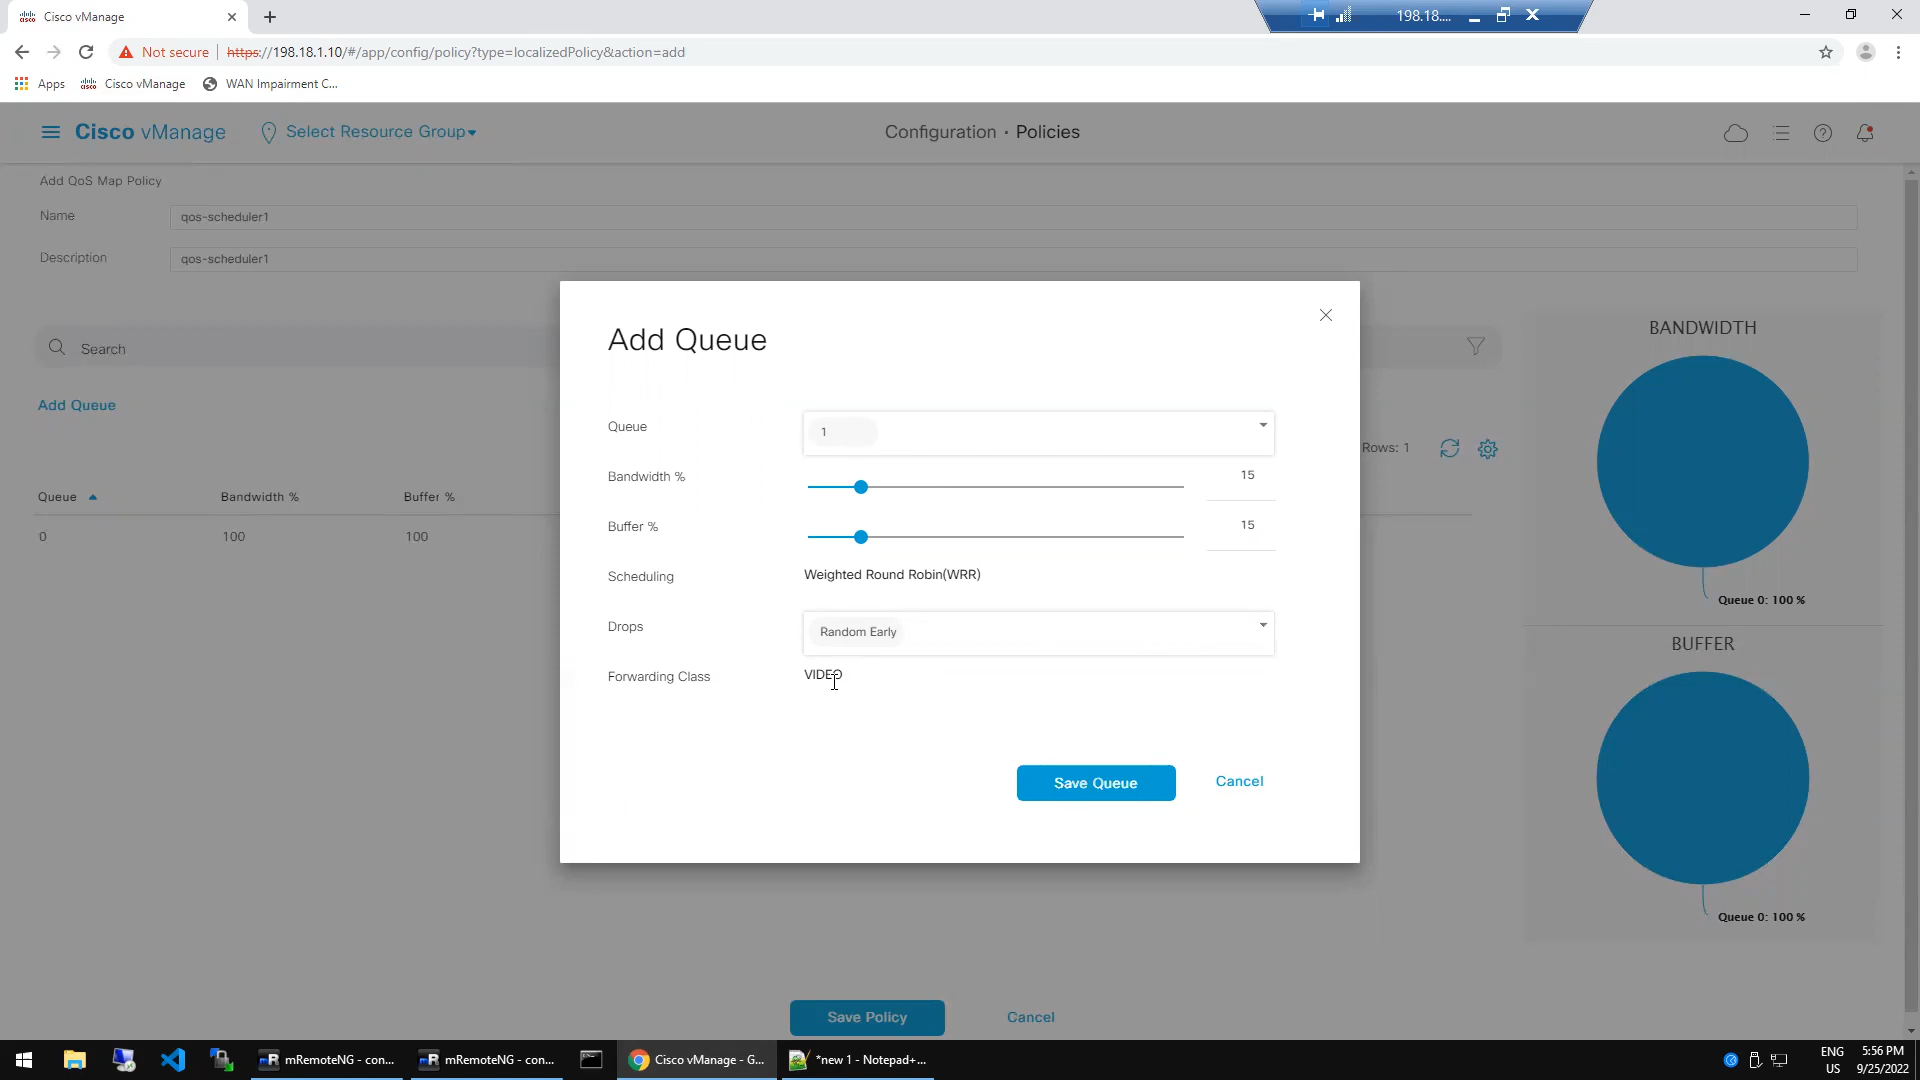 Cisco vManage
198.18....
Not secure
https://198.18.1.10/#/app/config/policy?type=localizedPolicy&action=add
Apps
Cisco vManage
WAN Impairment C...
Cisco vManage
Select Resource Group
Configuration · Policies
Add QoS Map Policy
Name
qos-scheduler1
Description
qos-scheduler1
Search
Add Queue
Rows: 1
Queue
Bandwidth %
Buffer %
0
100
100
Add Queue
Queue
1
Bandwidth %
15
Buffer %
15
Scheduling
Weighted Round Robin(WRR)
Drops
Random Early
Forwarding Class
VIDEO
Save Queue
Cancel
BANDWIDTH
Queue 0: 100 %
BUFFER
Queue 0: 100 %
Save Policy
Cancel
mRemoteNG - con...
mRemoteNG - con...
Cisco vManage - G...
*new 1 - Notepad+...
ENG
US
5:56 PM
9/25/2022